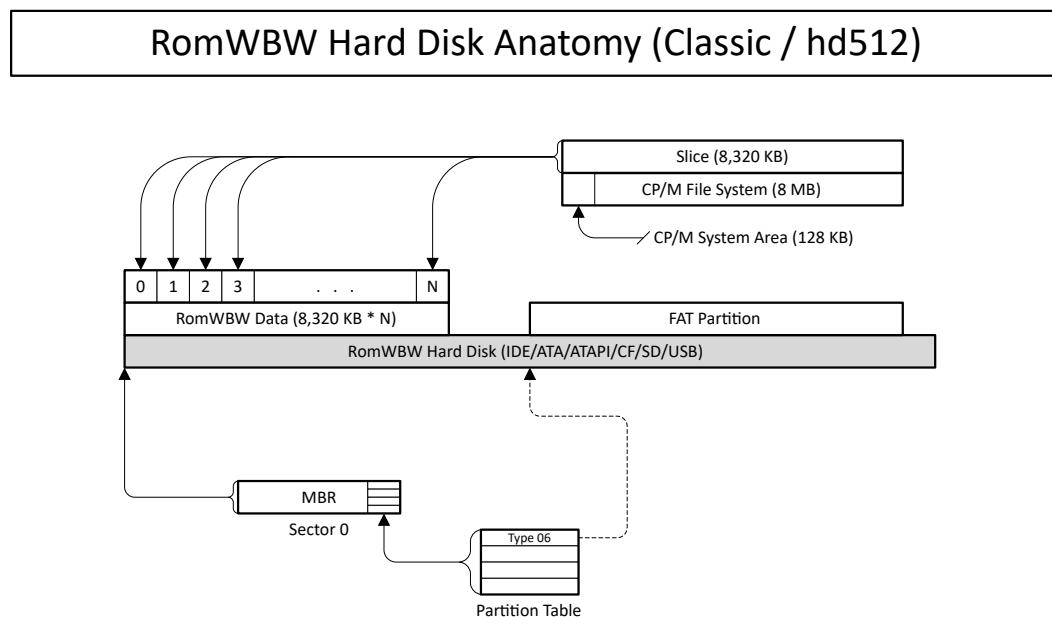 RomWBW Hard Disk Anatomy (Classic / hd512)
Slice (8,320 KB)
CP/M File System (8 MB)
CP/M System Area (128 KB)
0 1 2 3 . . . N
RomWBW Data (8,320 KB * N)
FAT Partition
RomWBW Hard Disk (IDE/ATA/ATAPI/CF/SD/USB)
MBR
Sector 0
Type 06
Partition Table